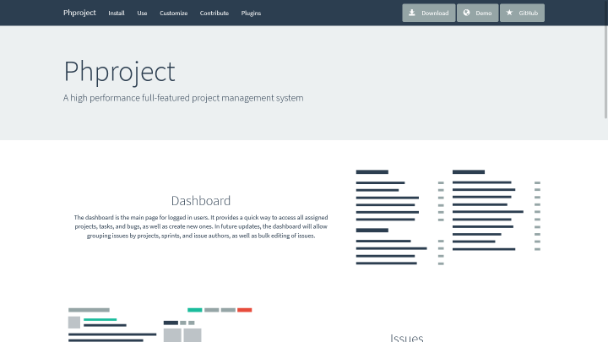 Phproject Install Use Customize Contribute Plugins Download Demo GitHub
Phproject
A high performance full-featured project management system
Dashboard
The dashboard is the main page for logged in users. It provides a quick way to access all assigned
projects, tasks, and bugs, as well as create new ones. In future updates, the dashboard will allow
grouping issues by projects, sprints, and issue authors, as well as bulk editing of issues.
Issues